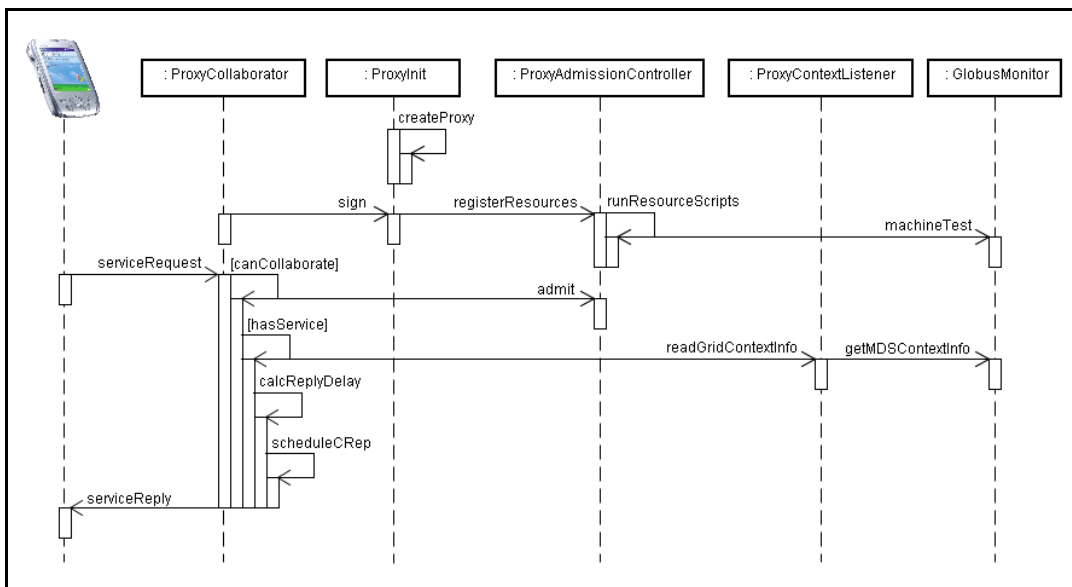 : ProxyCollaborator : ProxyInit : ProxyAdmissionController : ProxyContextListener : GlobusMonitor
createProxy
sign registerResources runResourceScripts
machineTest
serviceRequest [canCollaborate]
admit
[hasService]
readGridContextInfo getMDSContextInfo
calcReplyDelay
scheduleCRep
serviceReply